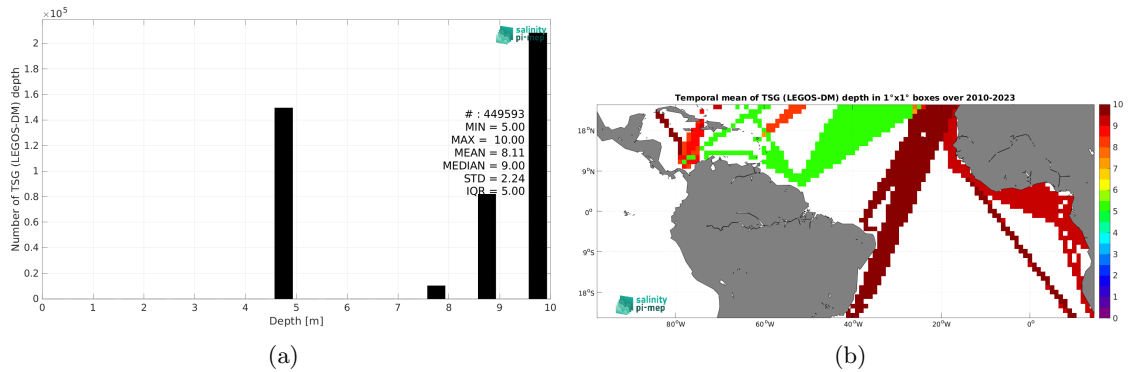 ×10⁵
2
1.8
1.6
1.4
1.2
1
0.8
0.6
0.4
0.2
0
Number of TSG (LEGOS-DM) depth
salinity
pi-mep
# : 449593
MIN = 5.00
MAX = 10.00
MEAN = 8.11
MEDIAN = 9.00
STD = 2.24
IQR = 5.00
0 1 2 3 4 5 6 7 8 9 10
Depth [m]
(a)
Temporal mean of TSG (LEGOS-DM) depth in 1°x1° boxes over 2010-2023
18°N
9°N
0°
9°S
18°S
salinity
pi-mep
80°W 60°W 40°W 20°W 0°
10
9
8
7
6
5
4
3
2
1
0
(b)